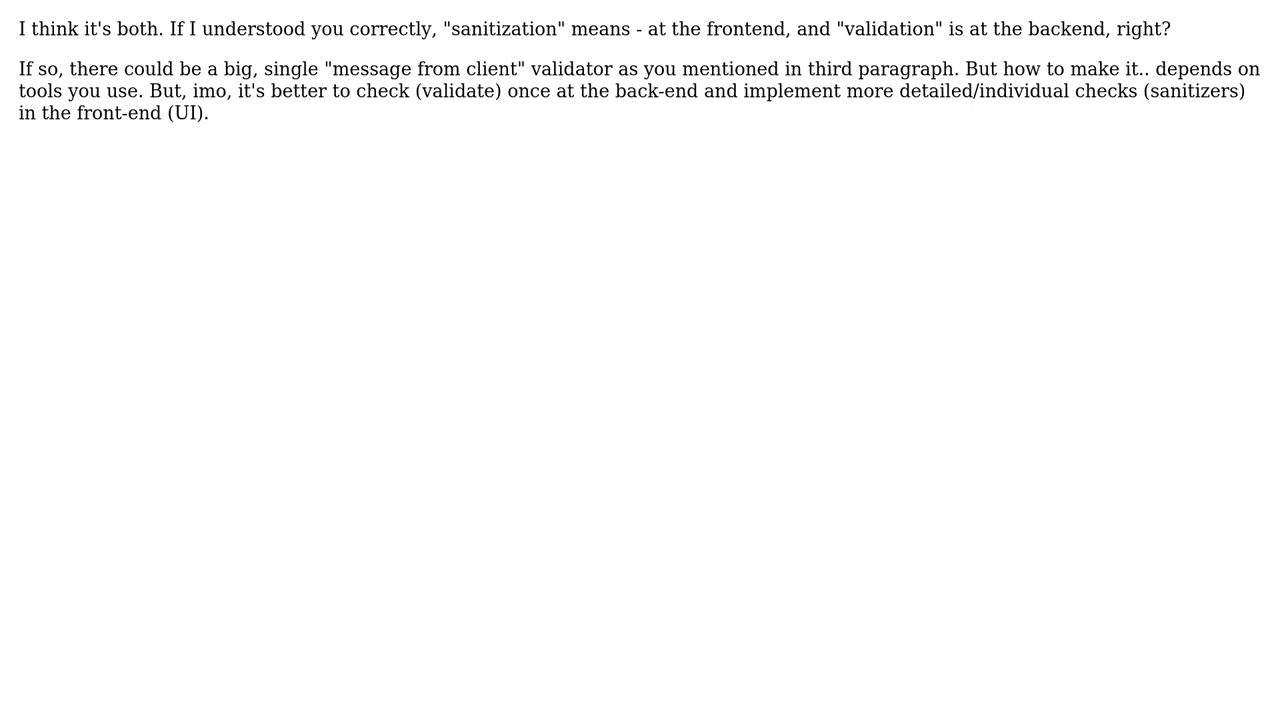 I think it's both. If I understood you correctly, "sanitization" means - at the frontend, and "validation" is at the backend, right?
If so, there could be a big, single "message from client" validator as you mentioned in third paragraph. But how to make it.. depends on
tools you use. But, imo, it's better to check (validate) once at the back-end and implement more detailed/individual checks (sanitizers)
in the front-end (UI).